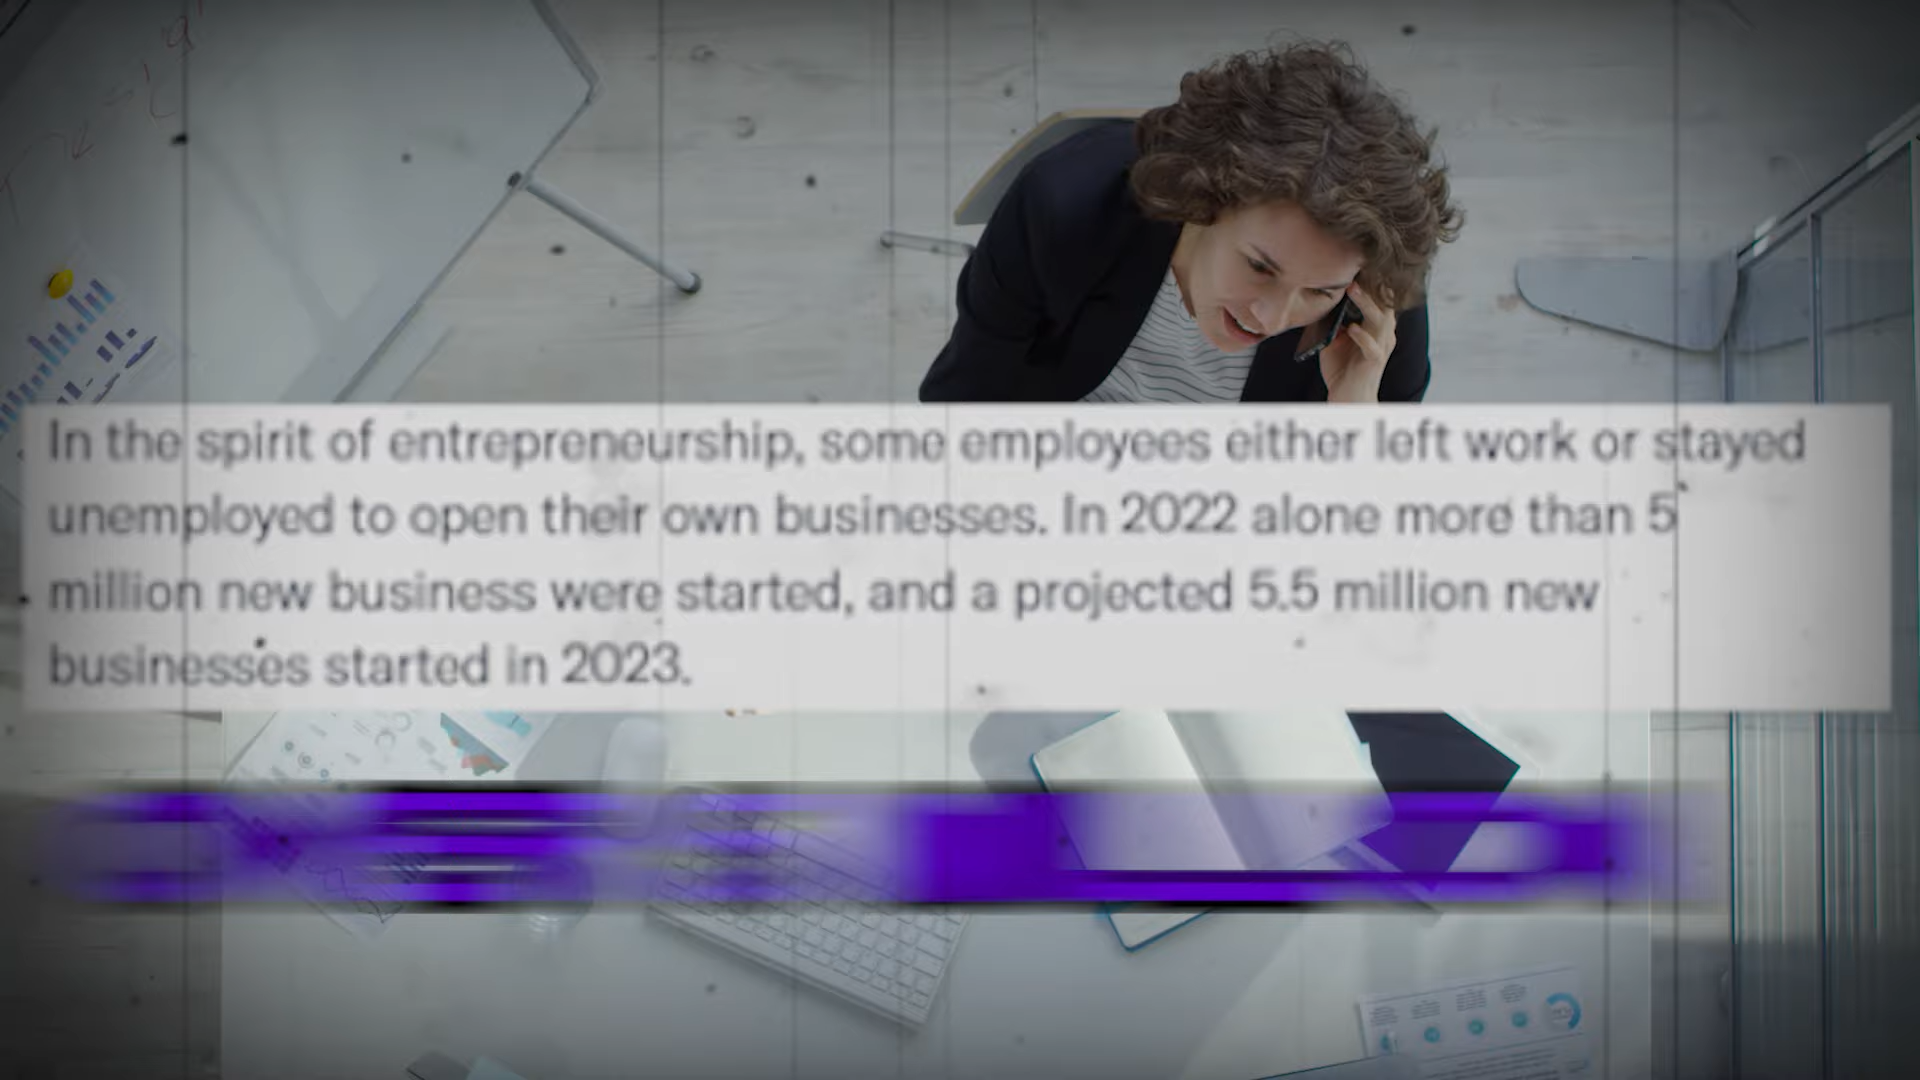 In the spirit of entrepreneurship, some employees either left work or stayed
unemployed to open their own businesses. In 2022 alone more than 5
million new business were started, and a projected 5.5 million new
businesses started in 2023.